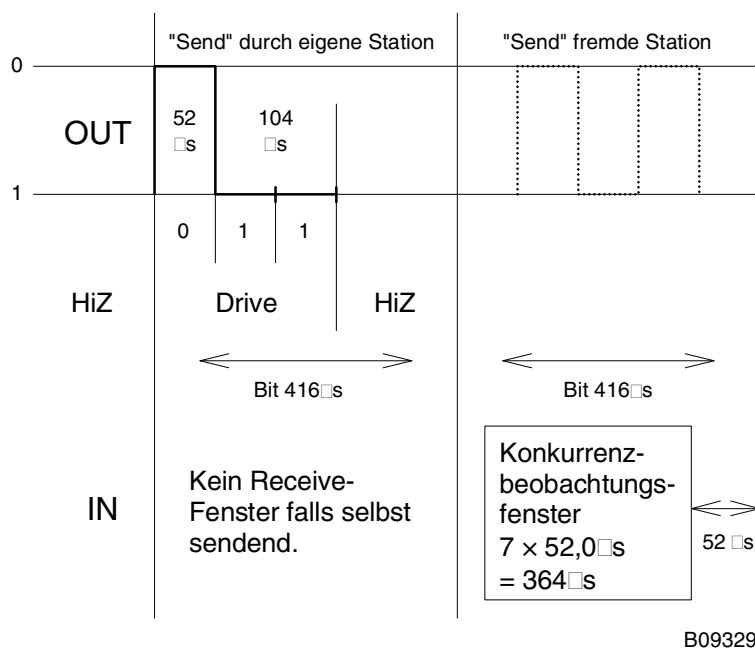 "Send" durch eigene Station
"Send" fremde Station
0
OUT
52
□s
104
□s
1
0 1 1
HiZ
Drive
HiZ
Bit 416□s
Bit 416□s
IN
Kein Receive-
Fenster falls selbst
sendend.
Konkurrenz-
beobachtungs-
fenster
7 × 52,0□s
= 364□s
52 □s
B09329